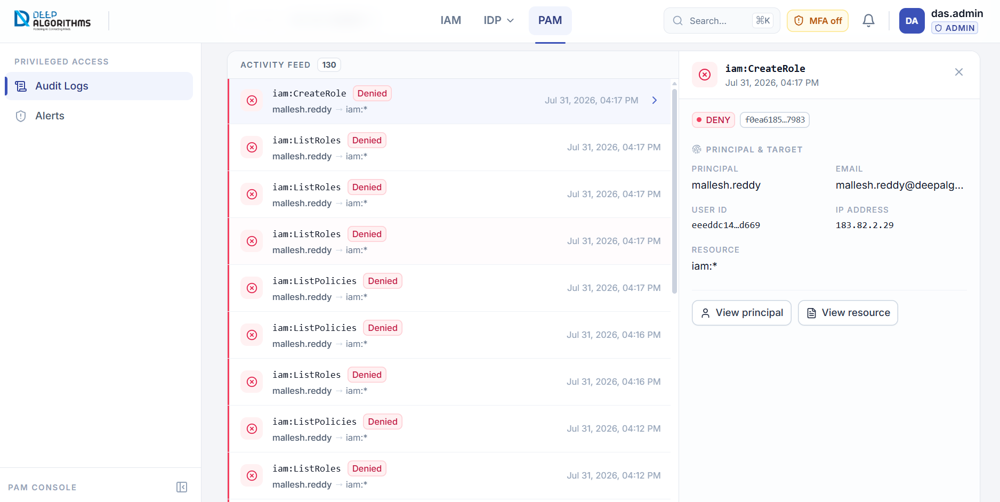 DEEP
ALGORITHMS
Fostering AI, Connecting Minds
IAM
IDP
PAM
Search...
⌘K
MFA off
DA
das.admin
ADMIN
PRIVILEGED ACCESS
Audit Logs
Alerts
PAM CONSOLE
ACTIVITY FEED 130
iam:CreateRole Denied
mallesh.reddy → iam:*
Jul 31, 2026, 04:17 PM
iam:ListRoles Denied
mallesh.reddy → iam:*
Jul 31, 2026, 04:17 PM
iam:ListRoles Denied
mallesh.reddy → iam:*
Jul 31, 2026, 04:17 PM
iam:ListRoles Denied
mallesh.reddy → iam:*
Jul 31, 2026, 04:17 PM
iam:ListPolicies Denied
mallesh.reddy → iam:*
Jul 31, 2026, 04:17 PM
iam:ListPolicies Denied
mallesh.reddy → iam:*
Jul 31, 2026, 04:16 PM
iam:ListRoles Denied
mallesh.reddy → iam:*
Jul 31, 2026, 04:16 PM
iam:ListPolicies Denied
mallesh.reddy → iam:*
Jul 31, 2026, 04:12 PM
iam:ListRoles Denied
mallesh.reddy → iam:*
Jul 31, 2026, 04:12 PM
iam:CreateRole
Jul 31, 2026, 04:17 PM
DENY
f0ea6185…7983
PRINCIPAL & TARGET
PRINCIPAL
mallesh.reddy
EMAIL
mallesh.reddy@deepalg...
USER ID
eeeddc14…d669
IP ADDRESS
183.82.2.29
RESOURCE
iam:*
View principal
View resource